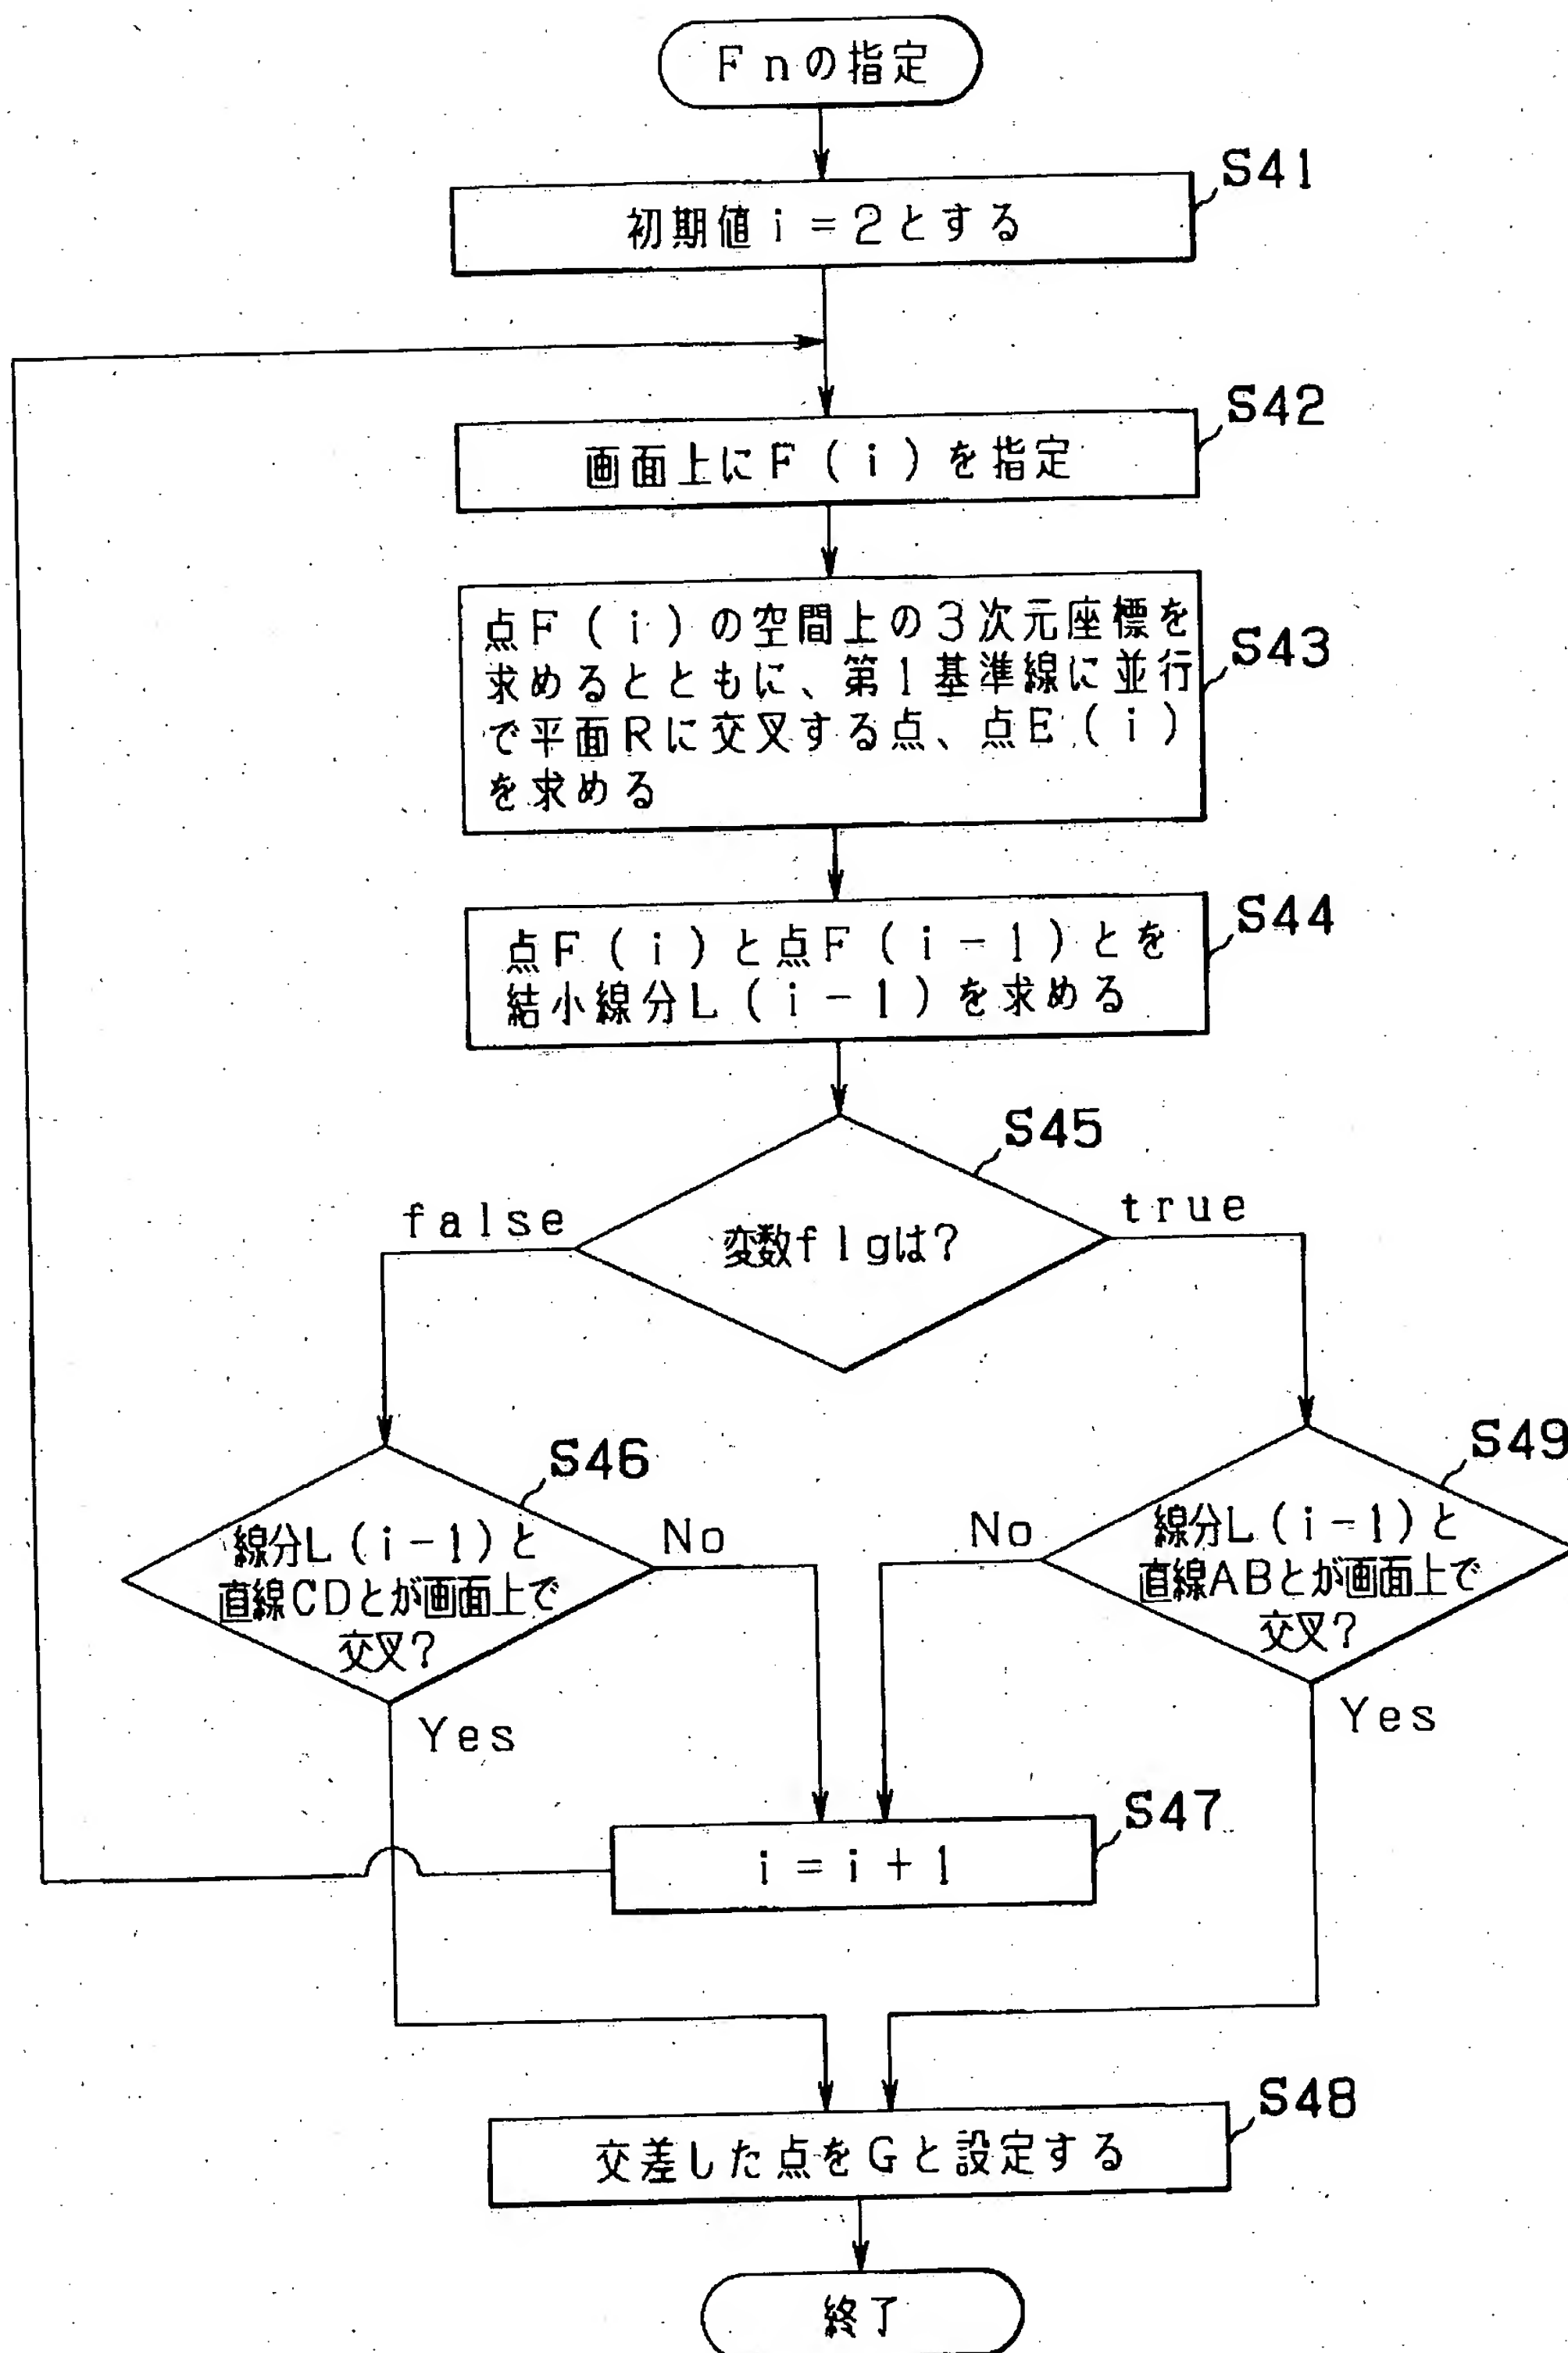 Fnの指定
S41
初期値i=2とする
S42
画面上にF(i)を指定
S43
点F(i)の空間上の3次元座標を
求めるとともに、第1基準線に並行
で平面Rに交叉する点、点E(i)
を求める
S44
点F(i)と点F(i-1)とを
結小線分L(i-1)を求める
S45
false
変数flgは?
true
S46
線分L(i-1)と
直線CDとが画面上で
交叉?
No
Yes
S49
線分L(i-1)と
直線ABとが画面上で
交叉?
No
Yes
S47
i=i+1
S48
交差した点をGと設定する
終了